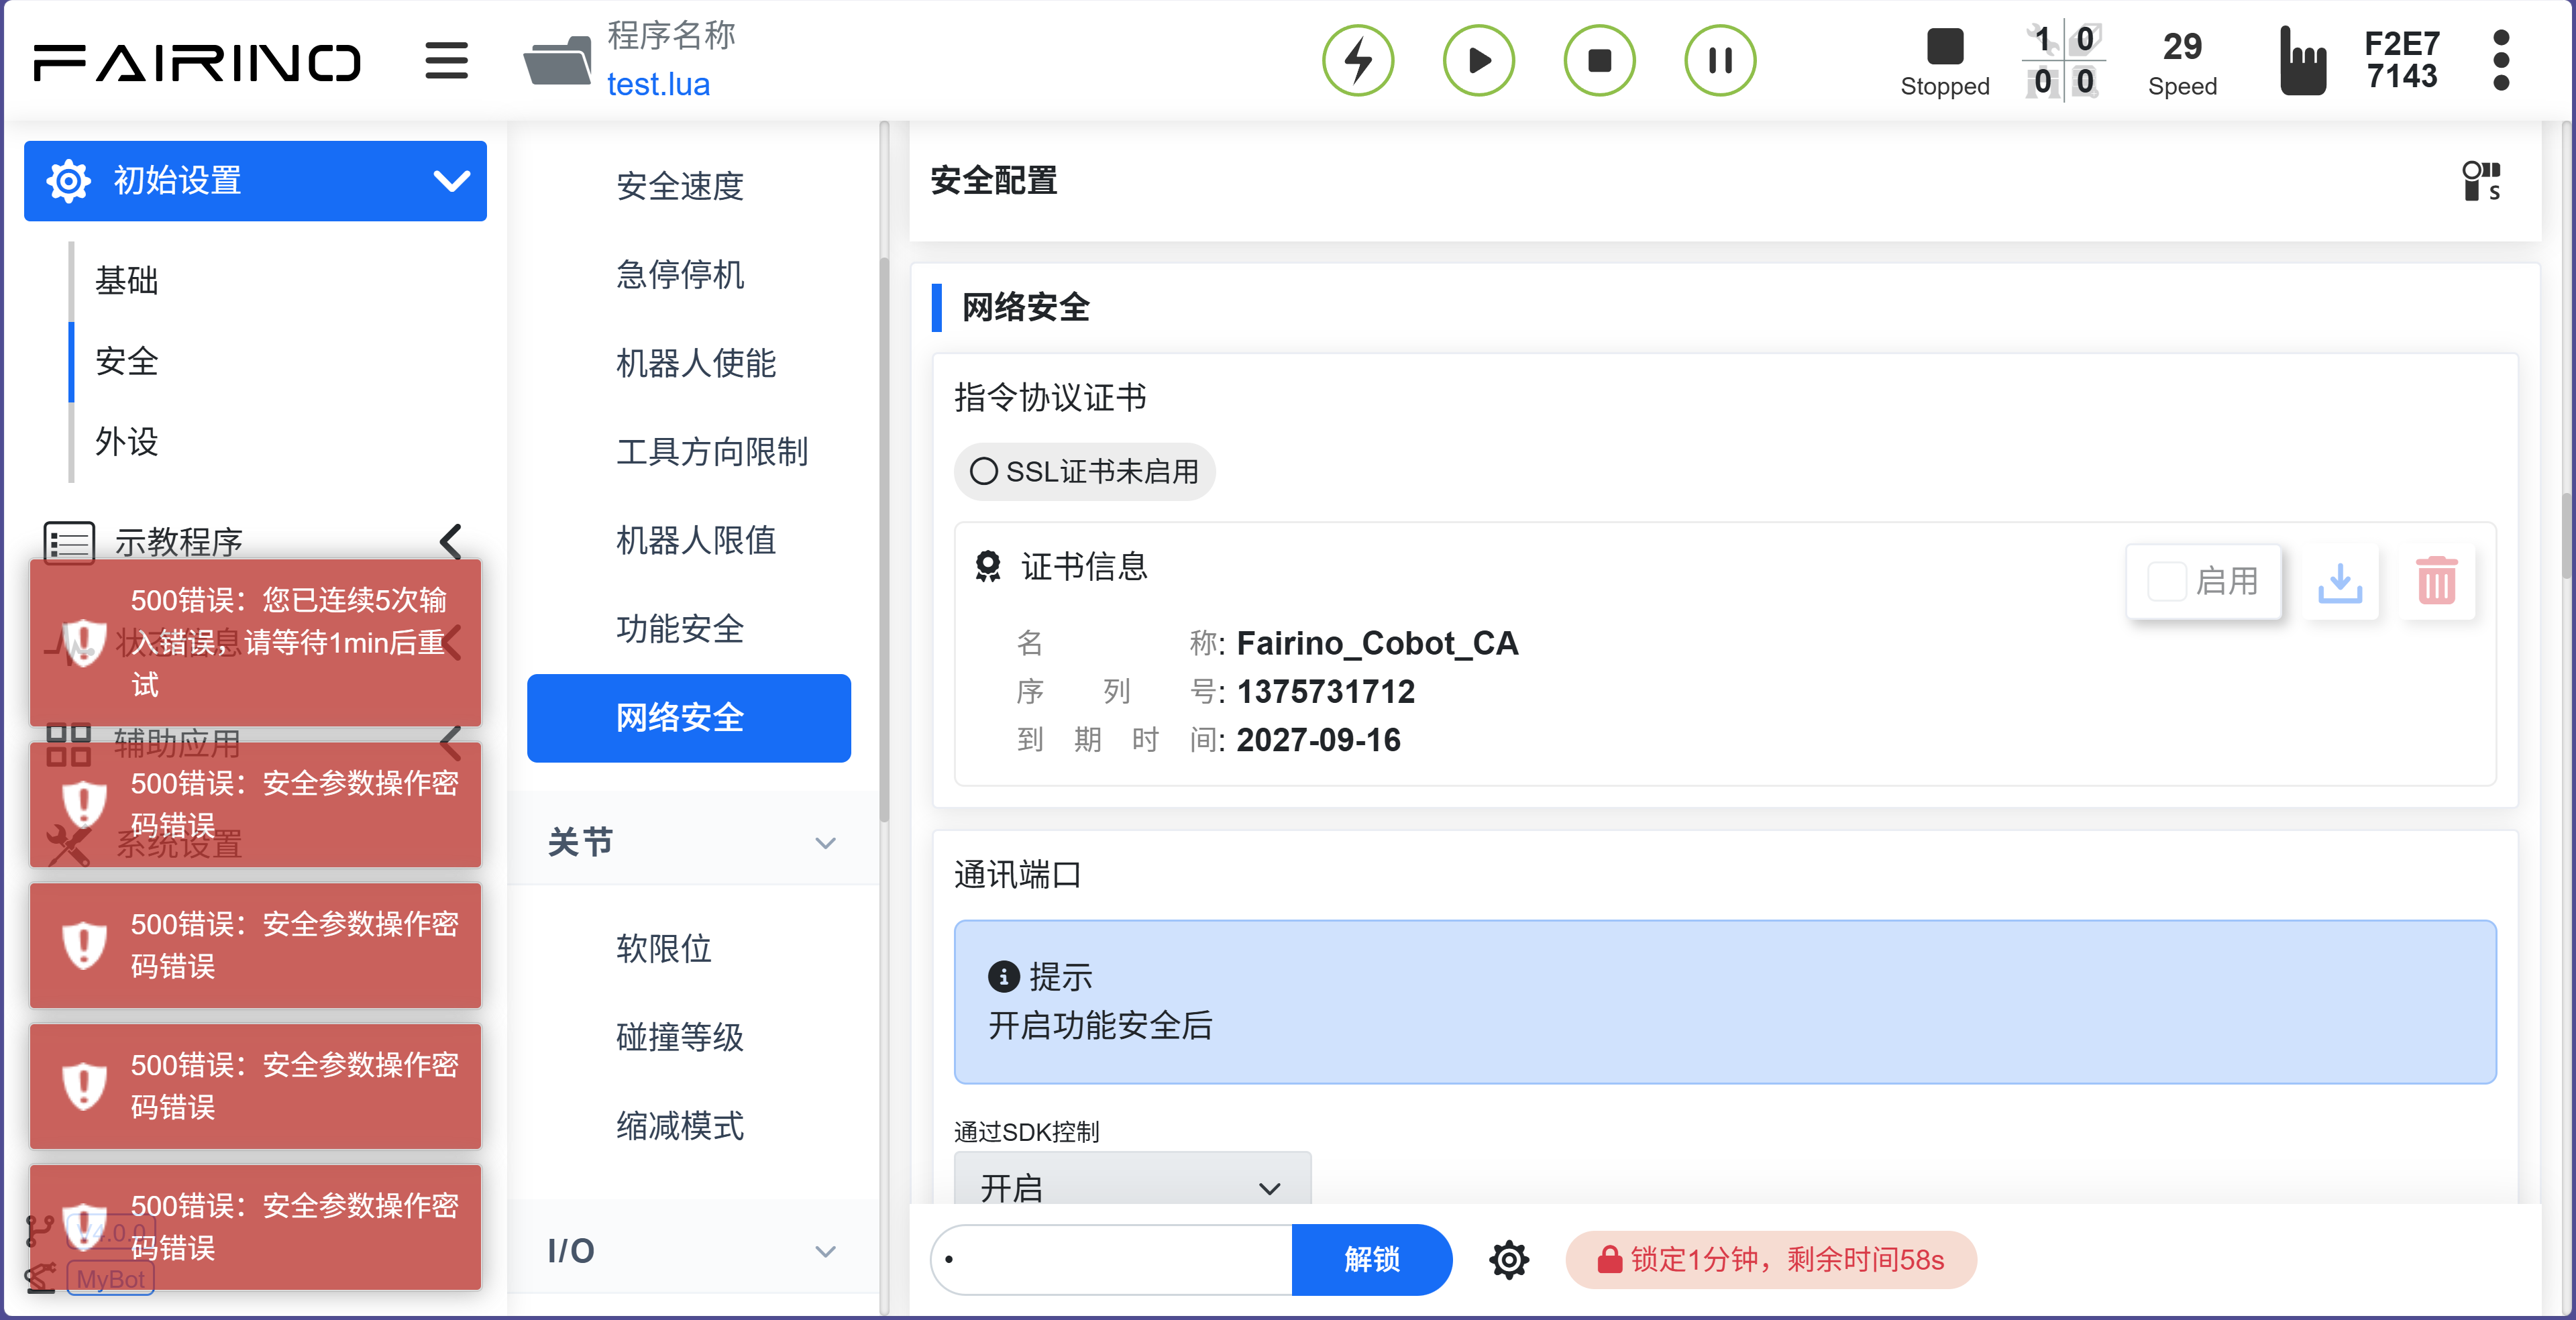 FAIRINO
程序名称
test.lua
Stopped
1 0
0 0
29
Speed
F2E7
7143
初始设置
基础
安全
外设
示教程序
状态信息
辅助应用
系统设置
500错误：您已连续5次输
入错误，请等待1min后重
试
500错误：安全参数操作密
码错误
500错误：安全参数操作密
码错误
500错误：安全参数操作密
码错误
500错误：安全参数操作密
码错误
V4.0.0
MyBot
安全速度
急停停机
机器人使能
工具方向限制
机器人限值
功能安全
网络安全
关节
软限位
碰撞等级
缩减模式
I/O
安全配置
S
网络安全
指令协议证书
SSL证书未启用
证书信息
启用
名称: Fairino_Cobot_CA
序列号: 1375731712
到期时间: 2027-09-16
通讯端口
提示
开启功能安全后
通过SDK控制
开启
•
解锁
锁定1分钟，剩余时间58s